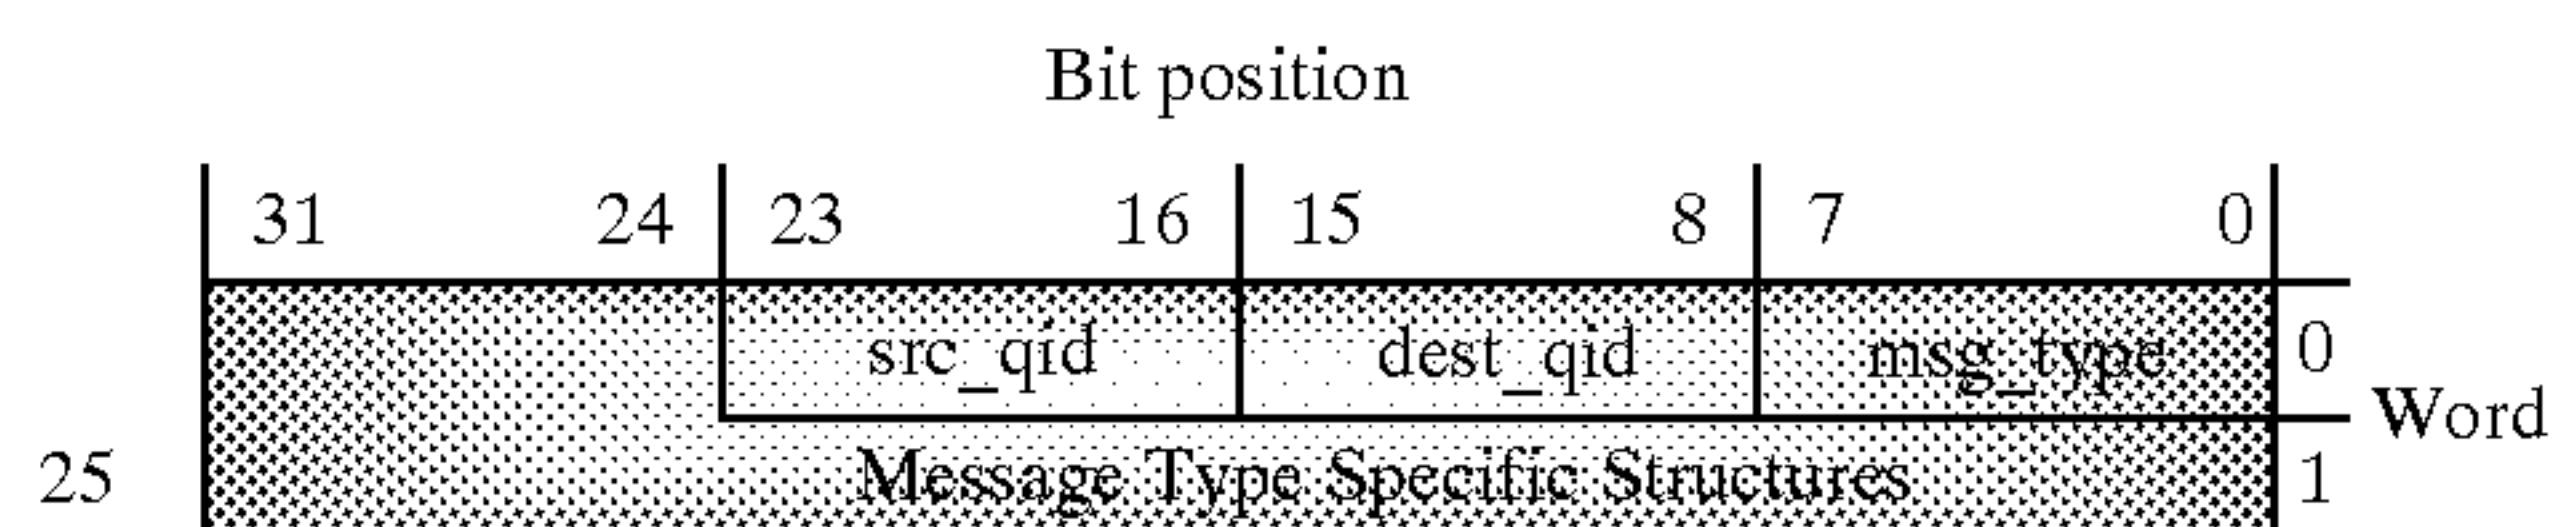 Bit position
31 24 23 16 15 8 7 0
src_qid dest_qid msg_type 0
Word
25 Message Type Specific Structures 1